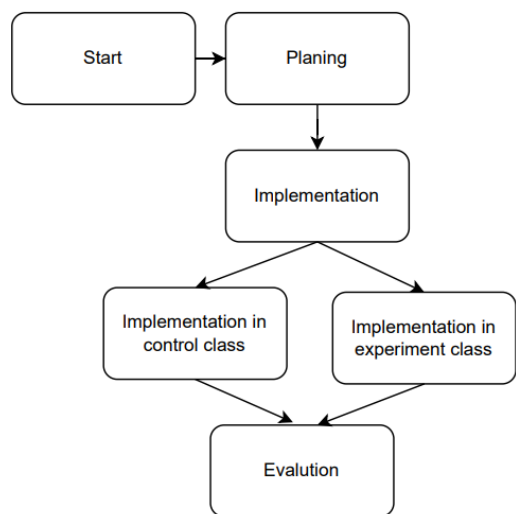 Start
Planing
Implementation
Implementation in
control class
Implementation in
experiment class
Evalution